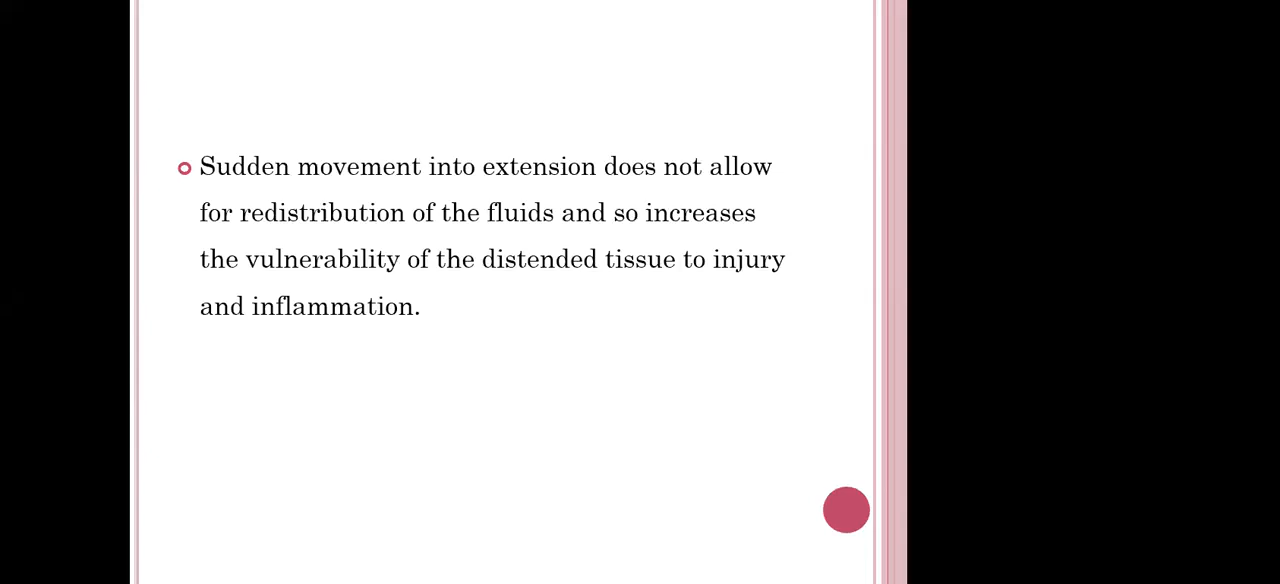 Sudden movement into extension does not allow
for redistribution of the fluids and so increases
the vulnerability of the distended tissue to injury
and inflammation.